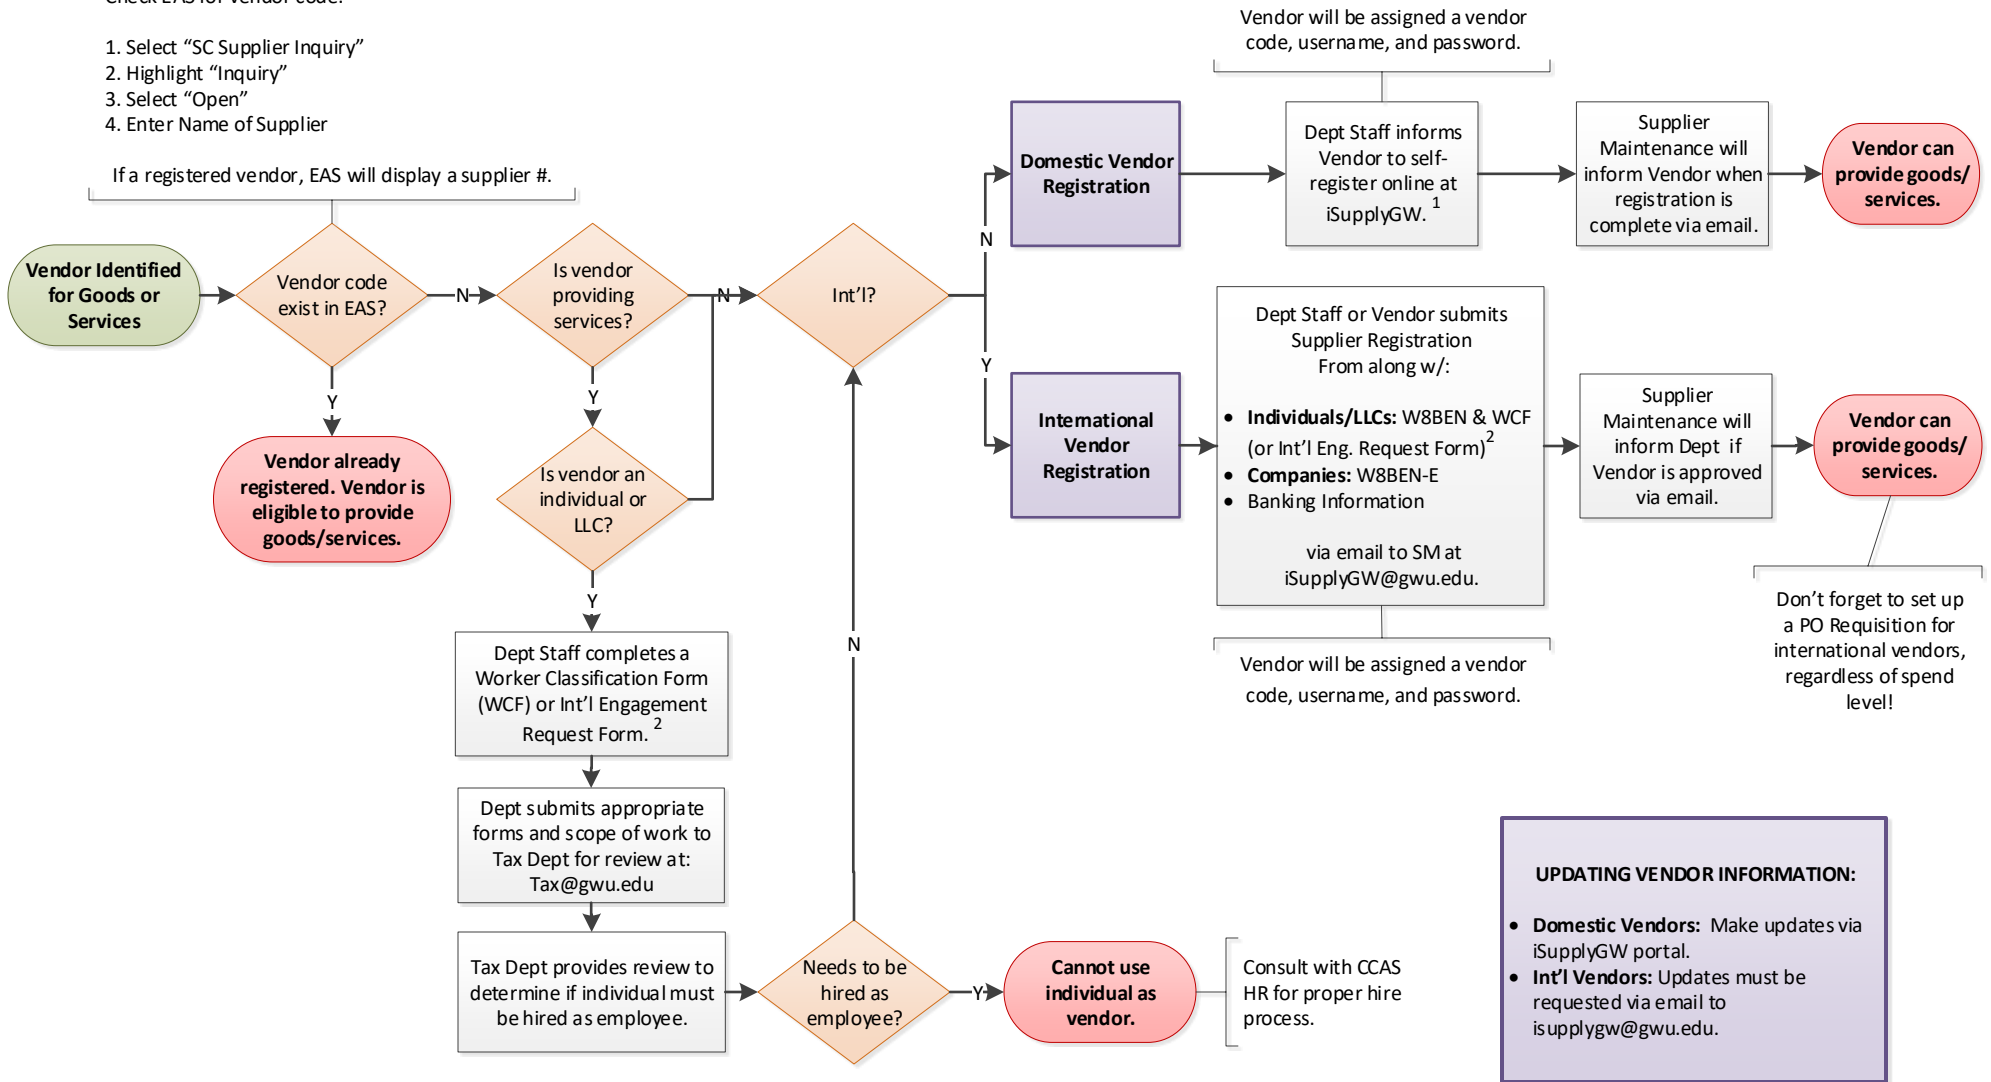 Check EAS for vendor code:
1. Select “SC Supplier Inquiry”
2. Highlight “Inquiry”
3. Select “Open”
4. Enter Name of Supplier
If a registered vendor, EAS will display a supplier #.
Vendor Identified
for Goods or
Services
Vendor code
exist in EAS?
N
Y
Vendor already
registered. Vendor is
eligible to provide
goods/services.
Is vendor
providing
services?
N
Y
Is vendor an
individual or
LLC?
Y
Dept Staff completes a
Worker Classification Form
(WCF) or Int’l Engagement
Request Form. 2
Dept submits appropriate
forms and scope of work to
Tax Dept for review at:
Tax@gwu.edu
Tax Dept provides review to
determine if individual must
be hired as employee.
Needs to be
hired as
employee?
N
Y
Cannot use
individual as
vendor.
Consult with CCAS
HR for proper hire
process.
Int’l?
N
Y
Domestic Vendor
Registration
Vendor will be assigned a vendor
code, username, and password.
Dept Staff informs
Vendor to self-
register online at
iSupplyGW. 1
Supplier
Maintenance will
inform Vendor when
registration is
complete via email.
Vendor can
provide goods/
services.
International
Vendor
Registration
Dept Staff or Vendor submits
Supplier Registration
From along w/:
• Individuals/LLCs: W8BEN & WCF
(or Int’l Eng. Request Form)2
• Companies: W8BEN-E
• Banking Information
via email to SM at
iSupplyGW@gwu.edu.
Vendor will be assigned a vendor
code, username, and password.
Supplier
Maintenance will
inform Dept if
Vendor is approved
via email.
Vendor can
provide goods/
services.
Don’t forget to set up
a PO Requisition for
international vendors,
regardless of spend
level!
UPDATING VENDOR INFORMATION:
• Domestic Vendors: Make updates via
iSupplyGW portal.
• Int’l Vendors: Updates must be
requested via email to
isupplygw@gwu.edu.